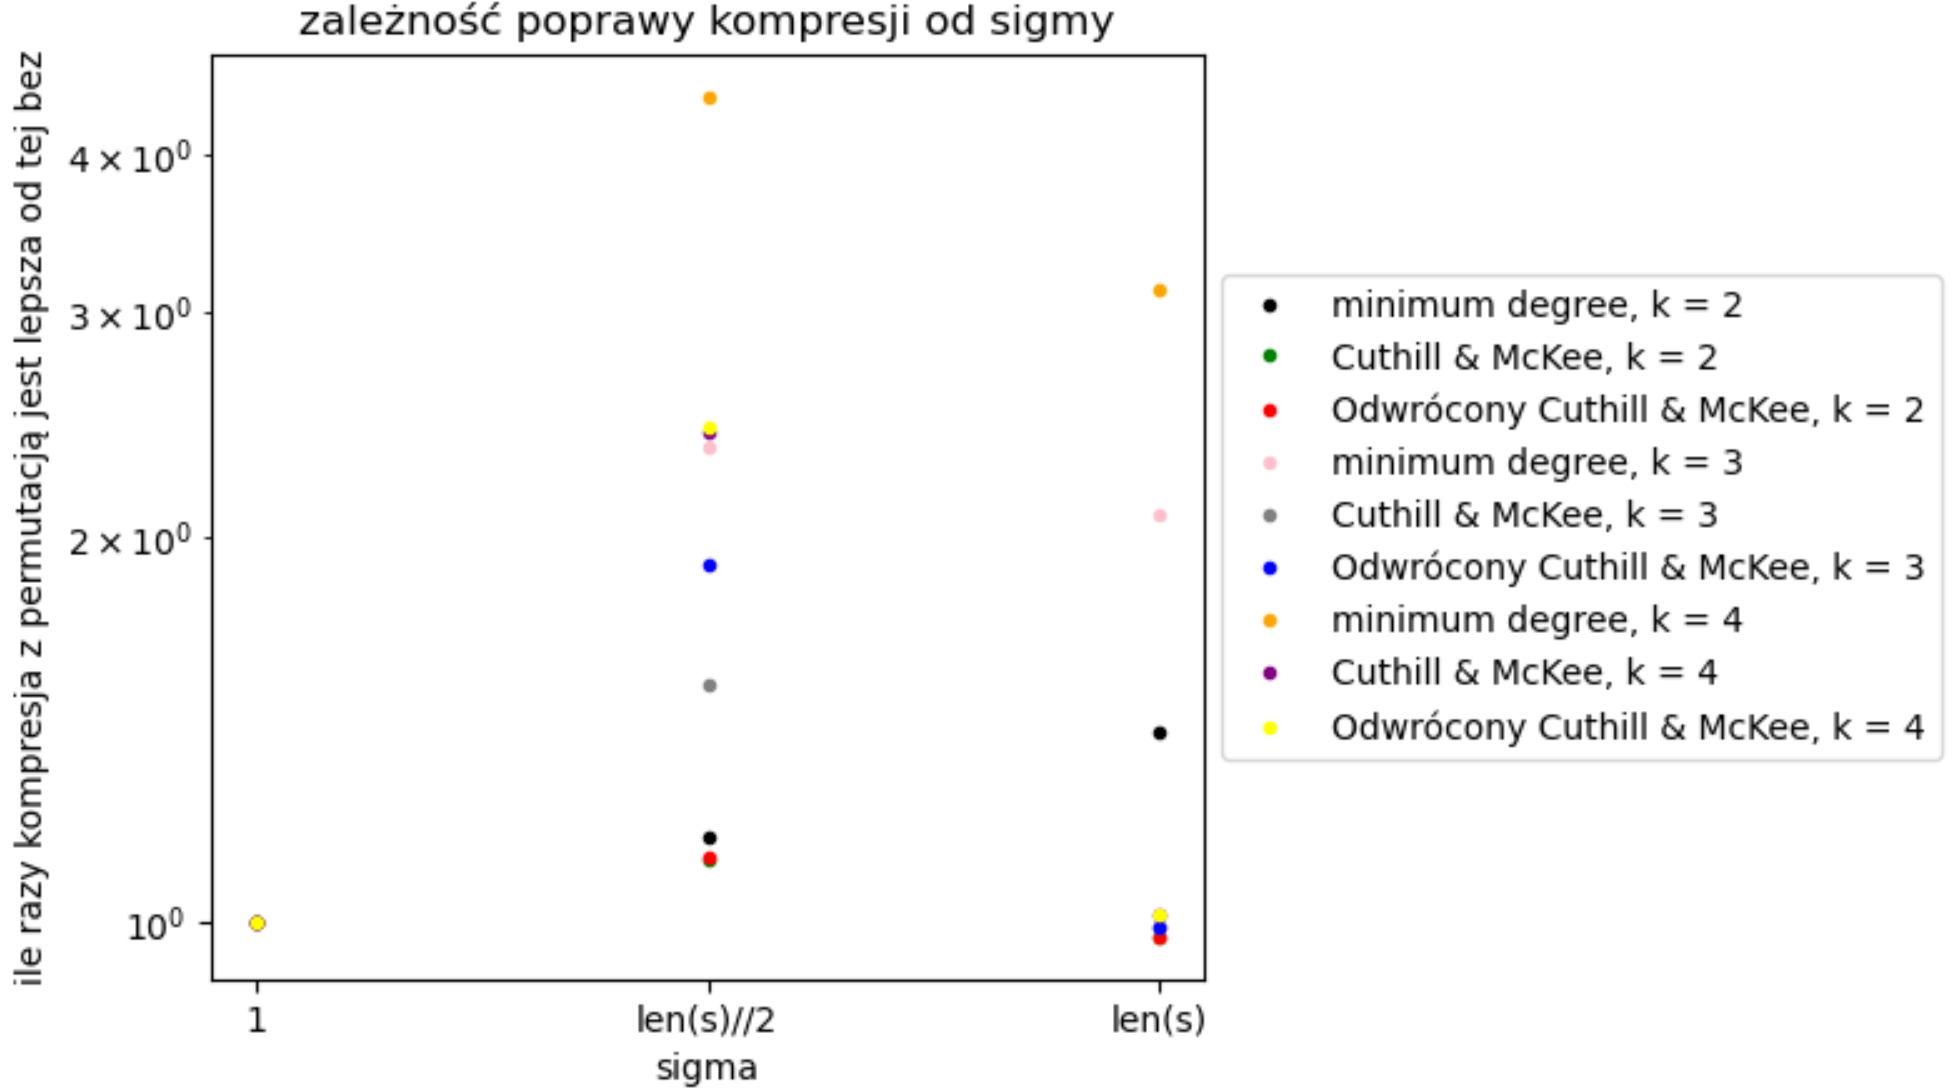 zależność poprawy kompresji od sigmy
ile razy kompresja z permutacją jest lepsza od tej bez
4 × 10⁰
3 × 10⁰
2 × 10⁰
10⁰
1
len(s)//2
len(s)
sigma
minimum degree, k = 2
Cuthill & McKee, k = 2
Odwrócony Cuthill & McKee, k = 2
minimum degree, k = 3
Cuthill & McKee, k = 3
Odwrócony Cuthill & McKee, k = 3
minimum degree, k = 4
Cuthill & McKee, k = 4
Odwrócony Cuthill & McKee, k = 4